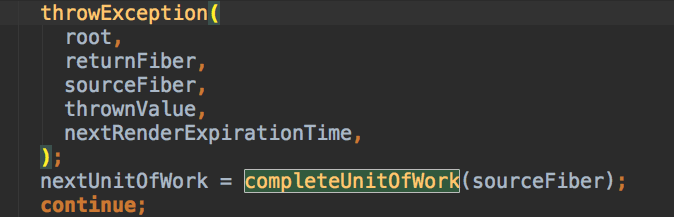 throwException(
root,
returnFiber,
sourceFiber,
thrownValue,
nextRenderExpirationTime,
);
nextUnitOfWork = completeUnitOfWork(sourceFiber);
continue;